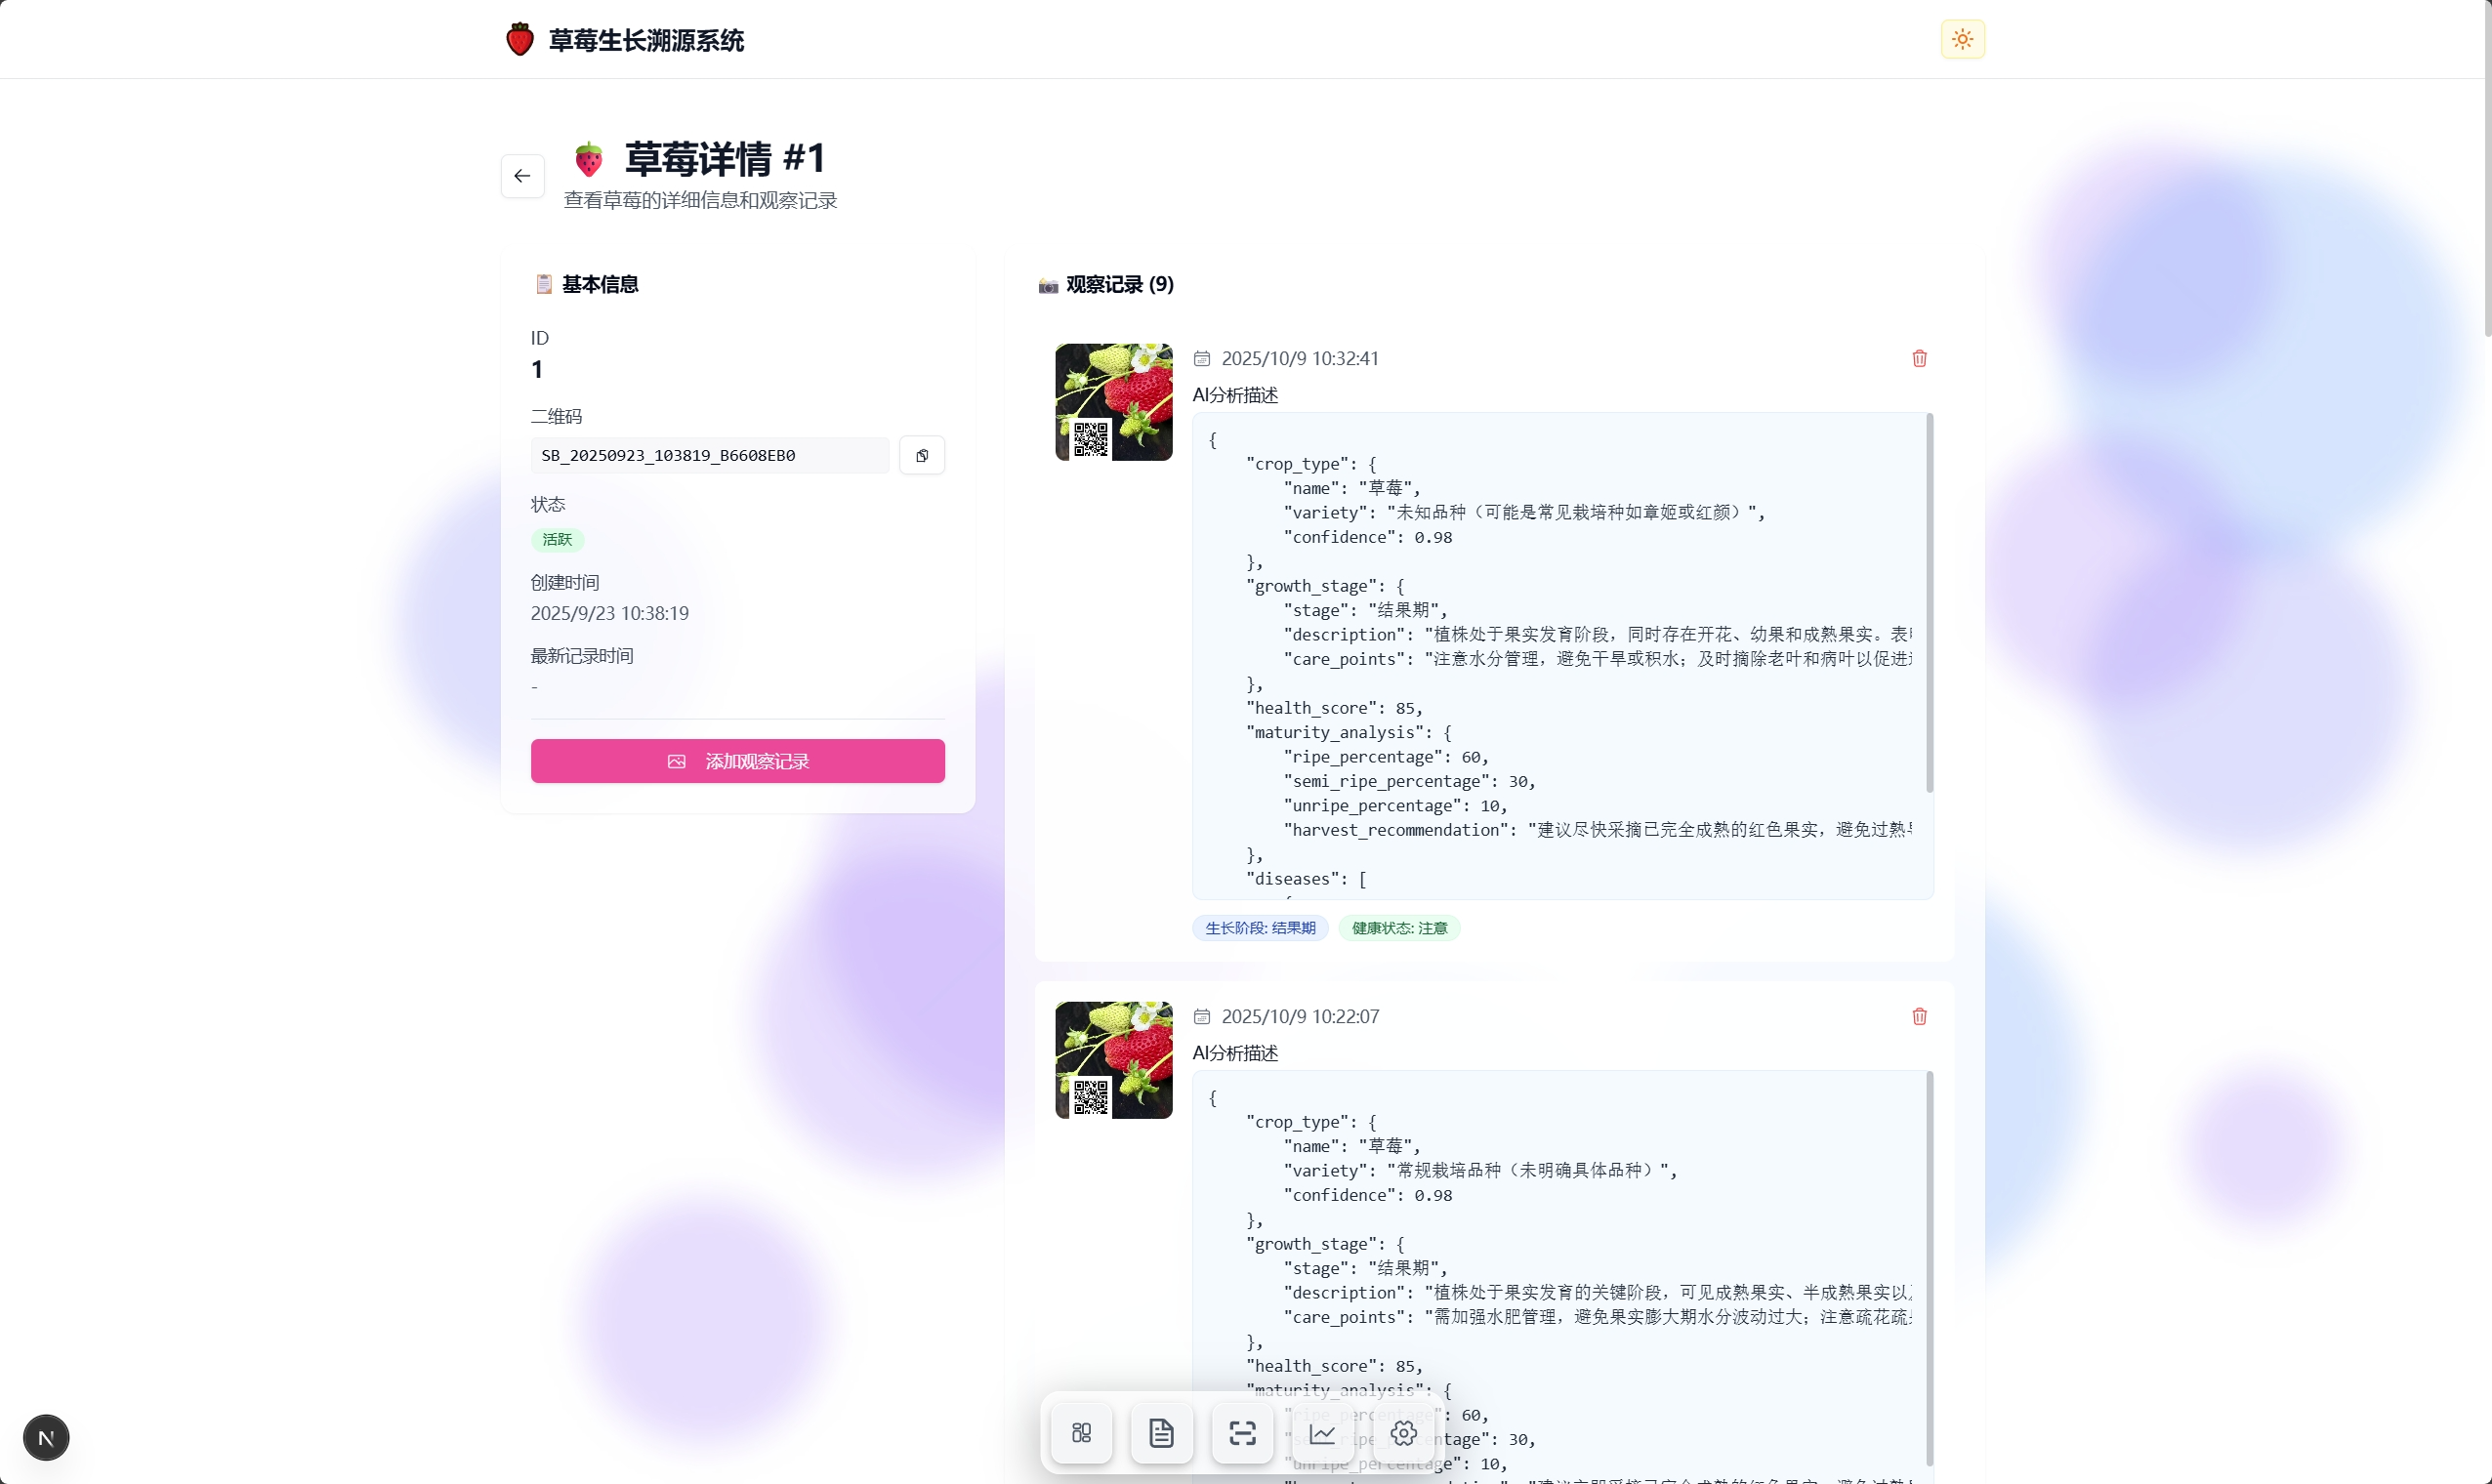 草莓生长溯源系统
草莓详情 #1
查看草莓的详细信息和观察记录
基本信息
ID
1
二维码
SB_20250923_103819_B6608EB0
状态
活跃
创建时间
2025/9/23 10:38:19
最新记录时间
-
添加观察记录
观察记录 (9)
2025/10/9 10:32:41
AI分析描述
{
"crop_type": {
"name": "草莓",
"variety": "未知品种（可能是常见栽培种如章姬或红颜）",
"confidence": 0.98
},
"growth_stage": {
"stage": "结果期",
"description": "植株处于果实发育阶段，同时存在开花、幼果和成熟果实。表
"care_points": "注意水分管理，避免干旱或积水；及时摘除老叶和病叶以促进
},
"health_score": 85,
"maturity_analysis": {
"ripe_percentage": 60,
"semi_ripe_percentage": 30,
"unripe_percentage": 10,
"harvest_recommendation": "建议尽快采摘已完全成熟的红色果实，避免过熟
},
"diseases": [
生长阶段: 结果期
健康状态: 注意
2025/10/9 10:22:07
AI分析描述
{
"crop_type": {
"name": "草莓",
"variety": "常规栽培品种（未明确具体品种）",
"confidence": 0.98
},
"growth_stage": {
"stage": "结果期",
"description": "植株处于果实发育的关键阶段，可见成熟果实、半成熟果实以
"care_points": "需加强水肥管理，避免果实膨大期水分波动过大；注意疏花疏
},
"health_score": 85,
"maturity_analysis": {
"ripe_percentage": 60,
"semi_ripe_percentage": 30,
"unripe_percentage": 10,
N